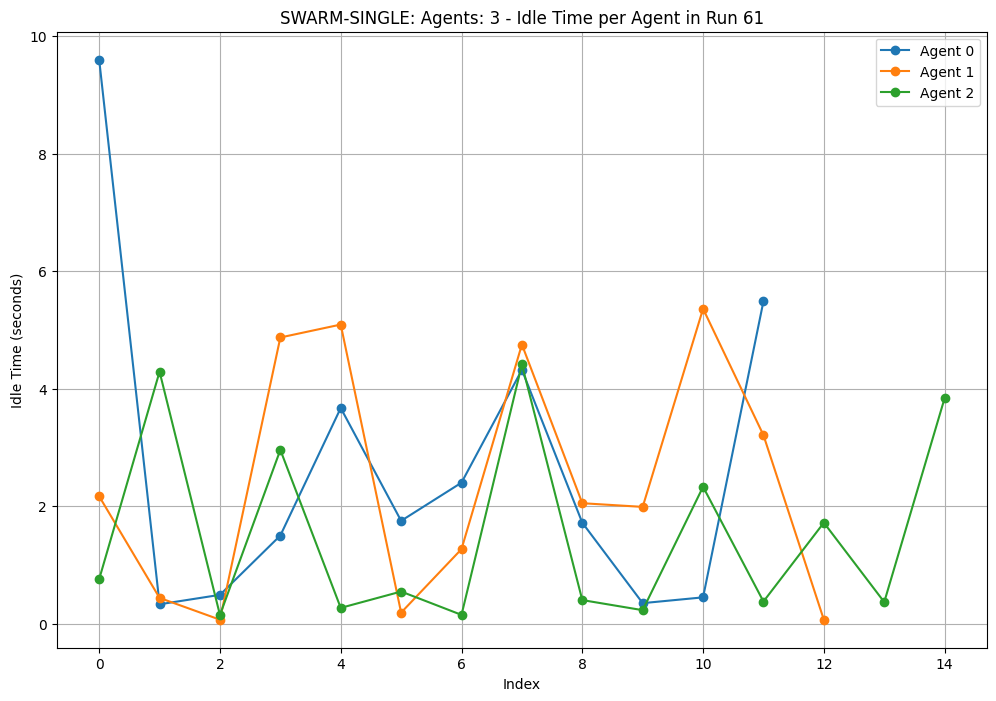 SWARM-SINGLE: Agents: 3 - Idle Time per Agent in Run 61
Agent 0
Agent 1
Agent 2
Idle Time (seconds)
10
8
6
4
2
0
0 2 4 6 8 10 12 14
Index